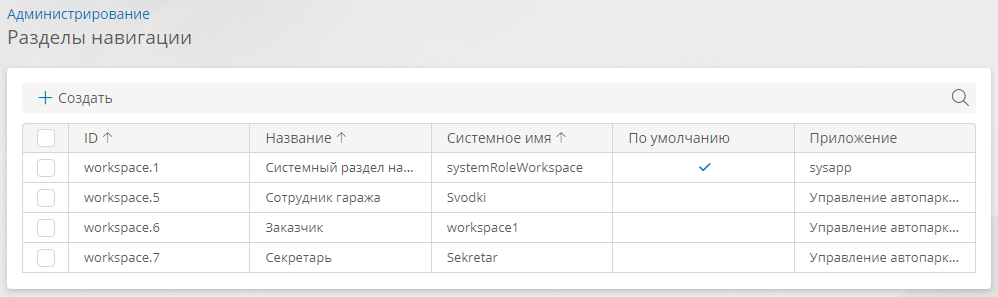 Администрирование
Разделы навигации
+ Создать
ID ↑ Название ↑ Системное имя ↑ По умолчанию Приложение
workspace.1 Системный раздел на... systemRoleWorkspace ✓ sysapp
workspace.5 Сотрудник гаража Svodki Управление автопарк...
workspace.6 Заказчик workspace1 Управление автопарк...
workspace.7 Секретарь Sekretar Управление автопарк...